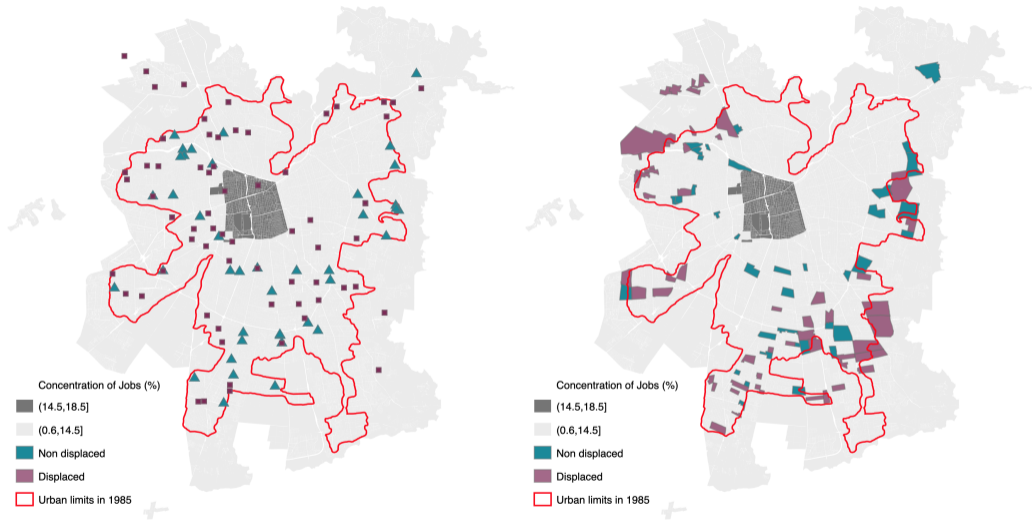 Concentration of Jobs (%)
(14.5,18.5]
(0.6,14.5]
Non displaced
Displaced
Urban limits in 1985
Concentration of Jobs (%)
(14.5,18.5]
(0.6,14.5]
Non displaced
Displaced
Urban limits in 1985